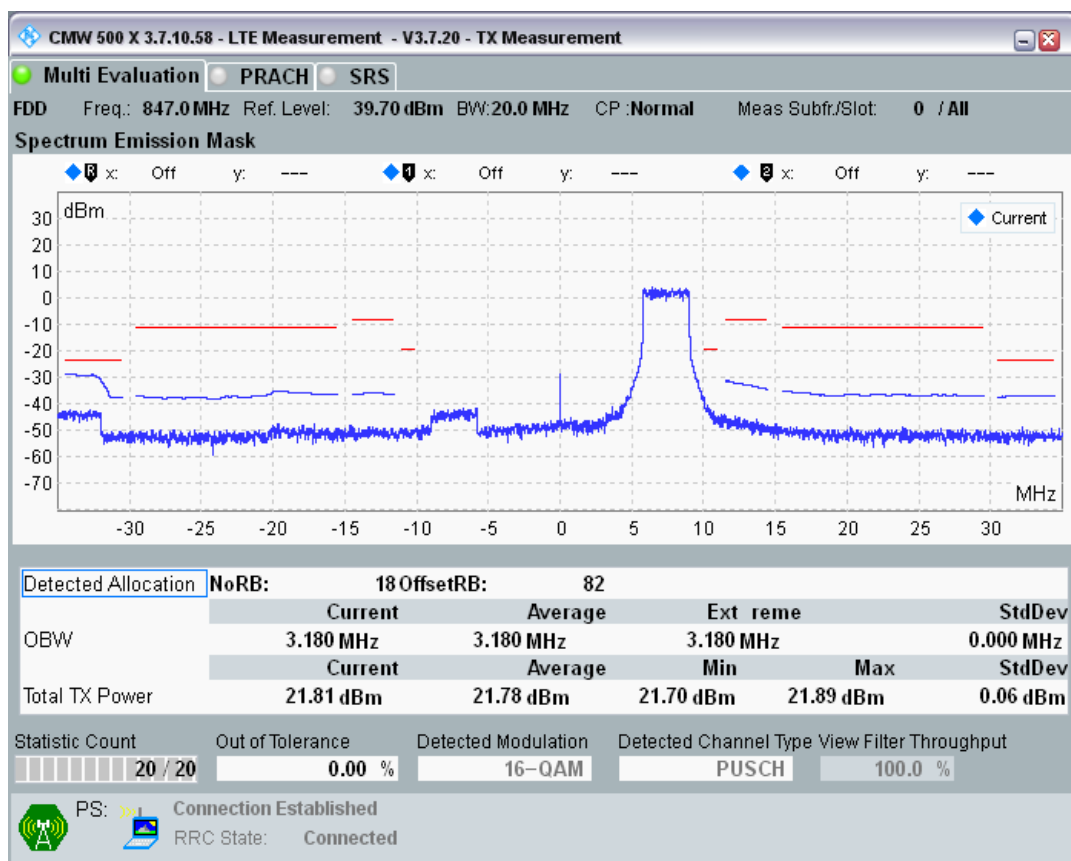 CMW 500 X 3.7.10.58 - LTE Measurement - V3.7.20 - TX Measurement
Multi Evaluation PRACH SRS
FDD Freq.: 847.0 MHz Ref. Level: 39.70 dBm BW:20.0 MHz CP :Normal Meas Subfr./Slot: 0 / All
Spectrum Emission Mask
R x: Off y: --- 1 x: Off y: --- 2 x: Off y: ---
dBm
Current
30
20
10
0
-10
-20
-30
-40
-50
-60
-70
MHz
-30 -25 -20 -15 -10 -5 0 5 10 15 20 25 30
Detected Allocation NoRB: 18 OffsetRB: 82
Current Average Ext reme StdDev
OBW 3.180 MHz 3.180 MHz 3.180 MHz 0.000 MHz
Current Average Min Max StdDev
Total TX Power 21.81 dBm 21.78 dBm 21.70 dBm 21.89 dBm 0.06 dBm
Statistic Count Out of Tolerance Detected Modulation Detected Channel Type View Filter Throughput
20 / 20 0.00 % 16-QAM PUSCH 100.0 %
PS: Connection Established
RRC State: Connected